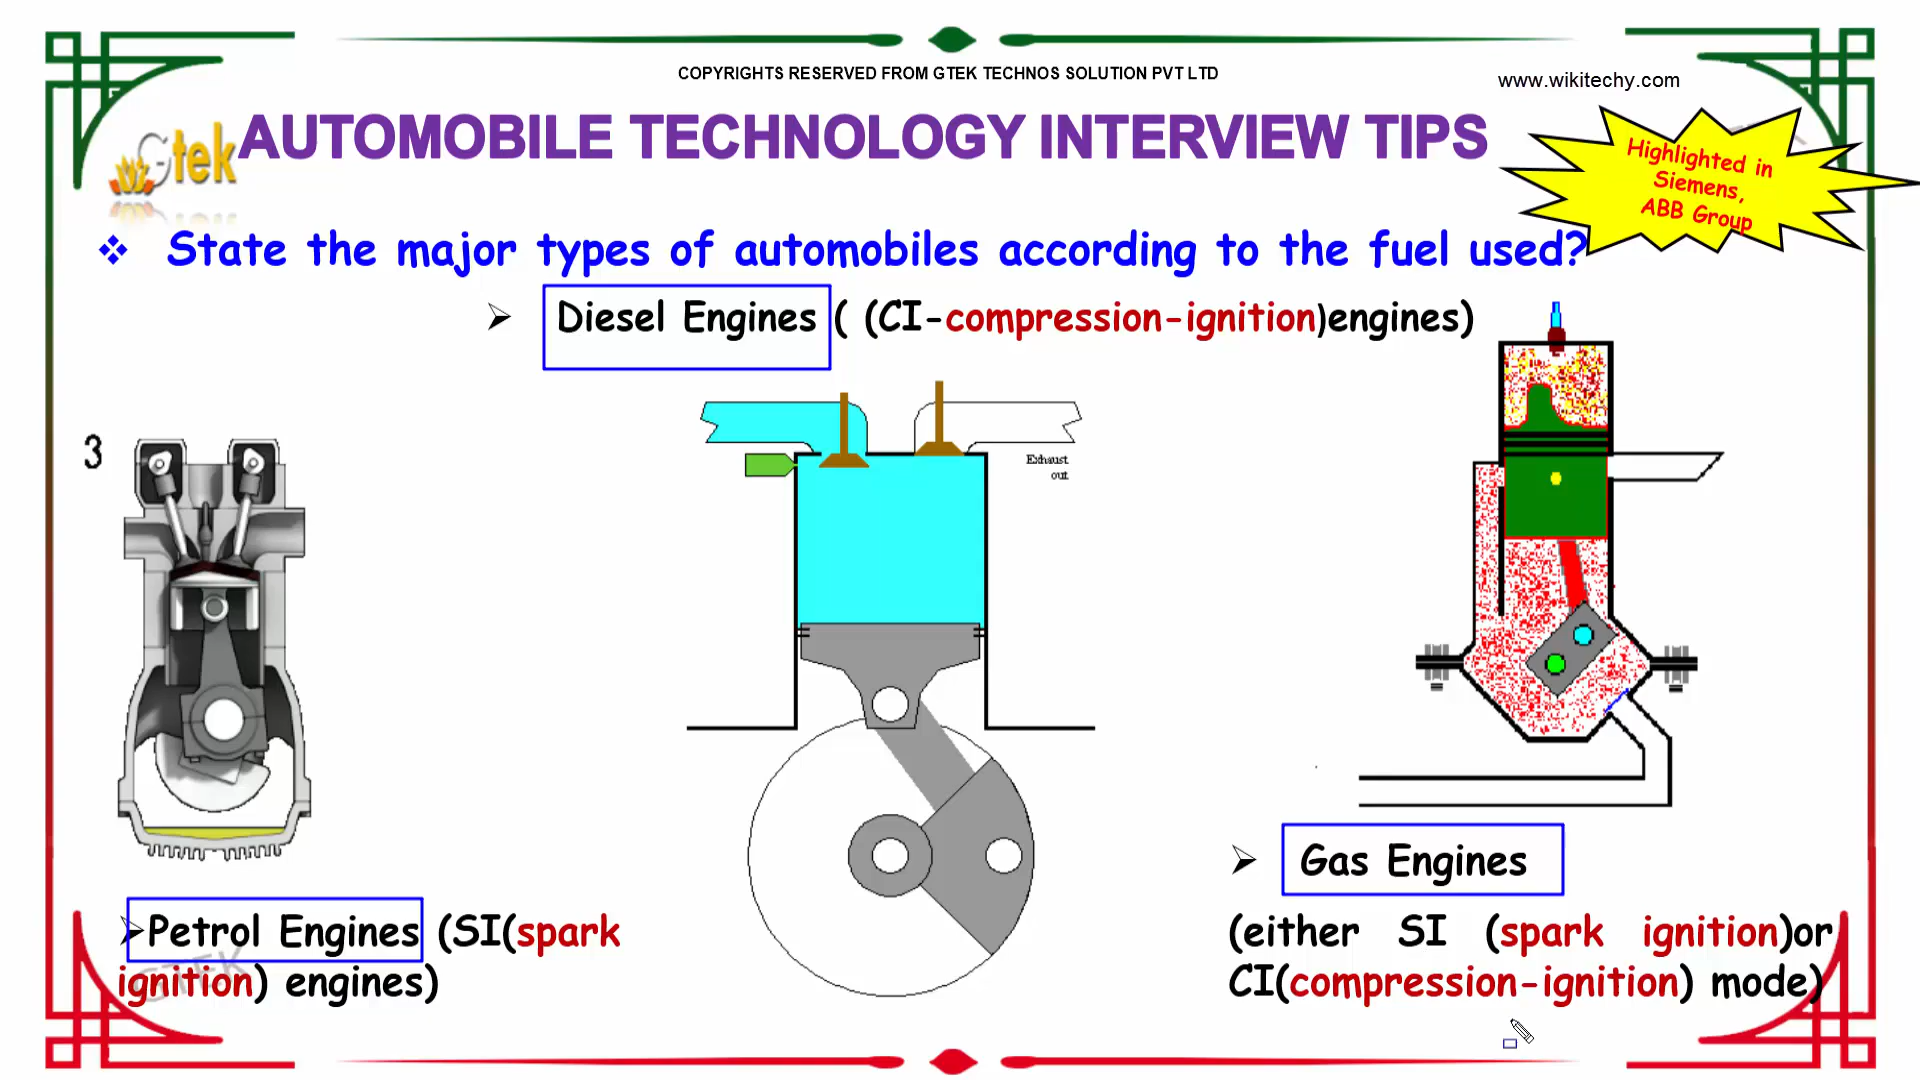 COPYRIGHTS RESERVED FROM GTEK TECHNOS SOLUTION PVT LTD
www.wikitechy.com
Gtek
AUTOMOBILE TECHNOLOGY INTERVIEW TIPS
Highlighted in
Siemens,
ABB Group
❖ State the major types of automobiles according to the fuel used?
➢ Diesel Engines ( (CI-compression-ignition)engines)
3
Exhaust
out
➢ Gas Engines
(either SI (spark ignition)or
CI(compression-ignition) mode)
➢Petrol Engines (SI(spark
ignition) engines)
GTEK